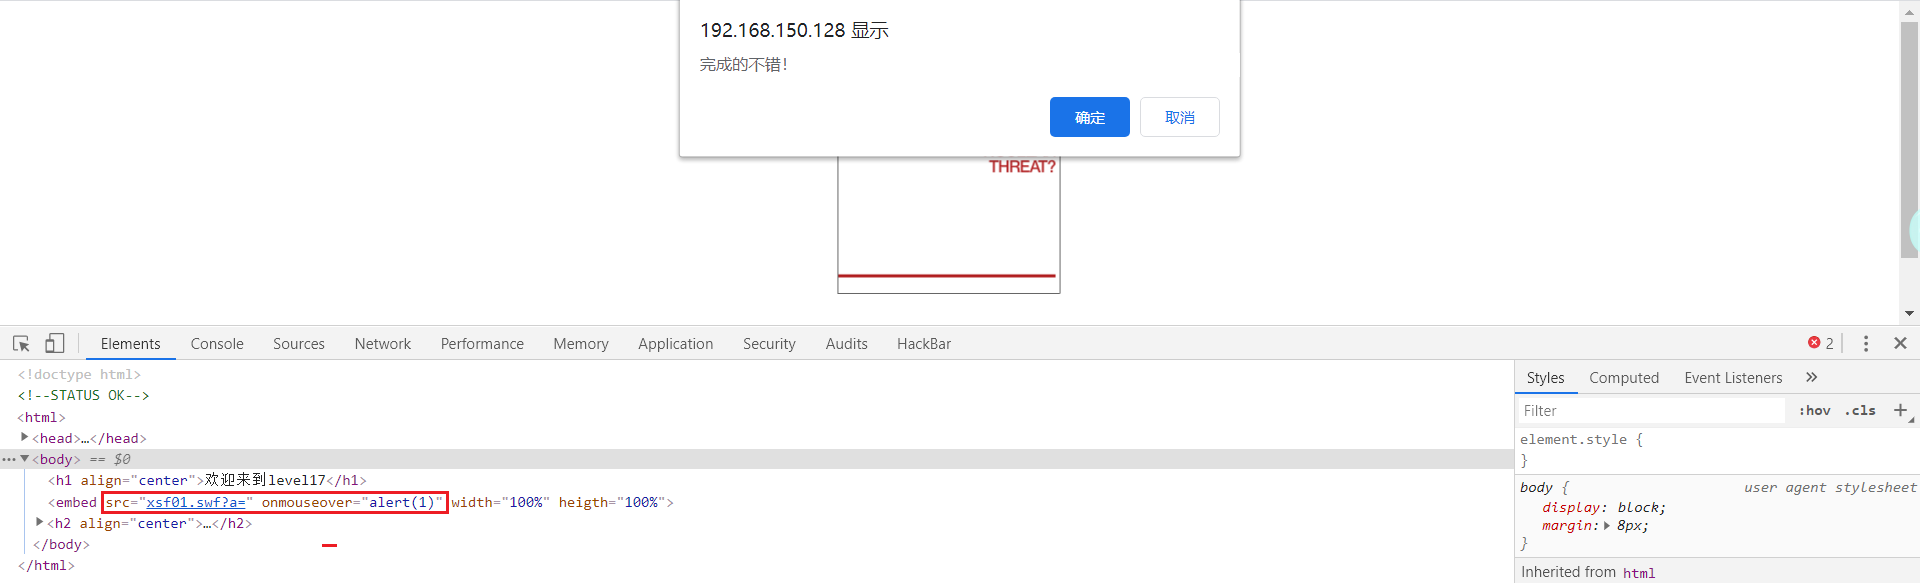 192.168.150.128 显示
完成的不错！
确定 取消
THREAT?
Elements Console Sources Network Performance Memory Application Security Audits HackBar 2
<!doctype html>
<!--STATUS OK-->
<html>
<head>…</head>
<body> == $0
<h1 align="center">欢迎来到level17</h1>
<embed src="xsf01.swf?a=" onmouseover="alert(1)" width="100%" heigth="100%">
<h2 align="center">…</h2>
</body>
</html>
Styles Computed Event Listeners »
Filter :hov .cls +
element.style {
}
body { user agent stylesheet
display: block;
margin: 8px;
}
Inherited from html